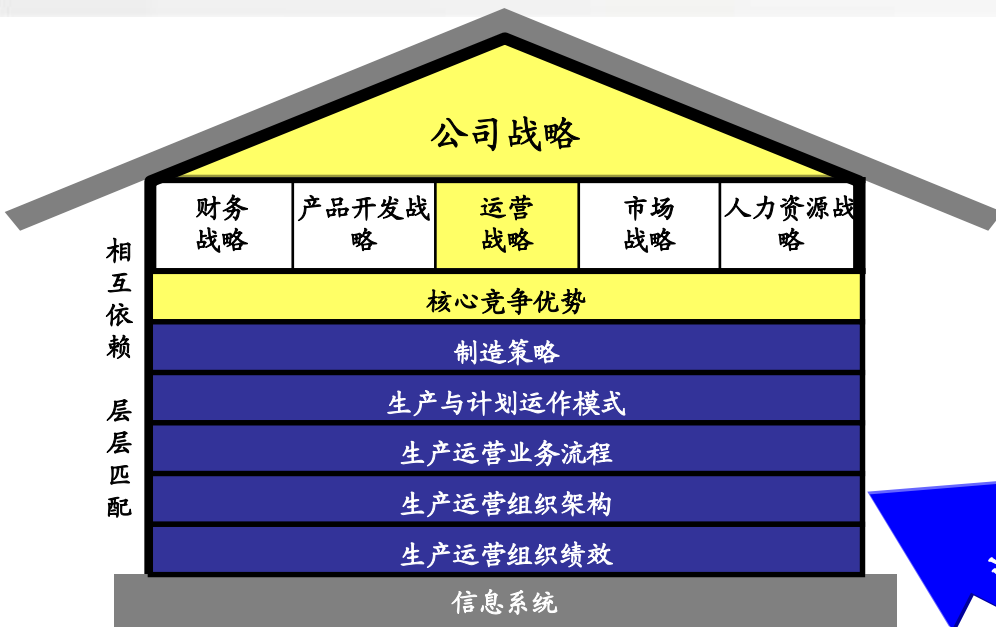 公司战略
财务
战略
产品开发战
略
运营
战略
市场
战略
人力资源战
略
相互依赖 层层匹配
核心竞争优势
制造策略
生产与计划运作模式
生产运营业务流程
生产运营组织架构
生产运营组织绩效
信息系统